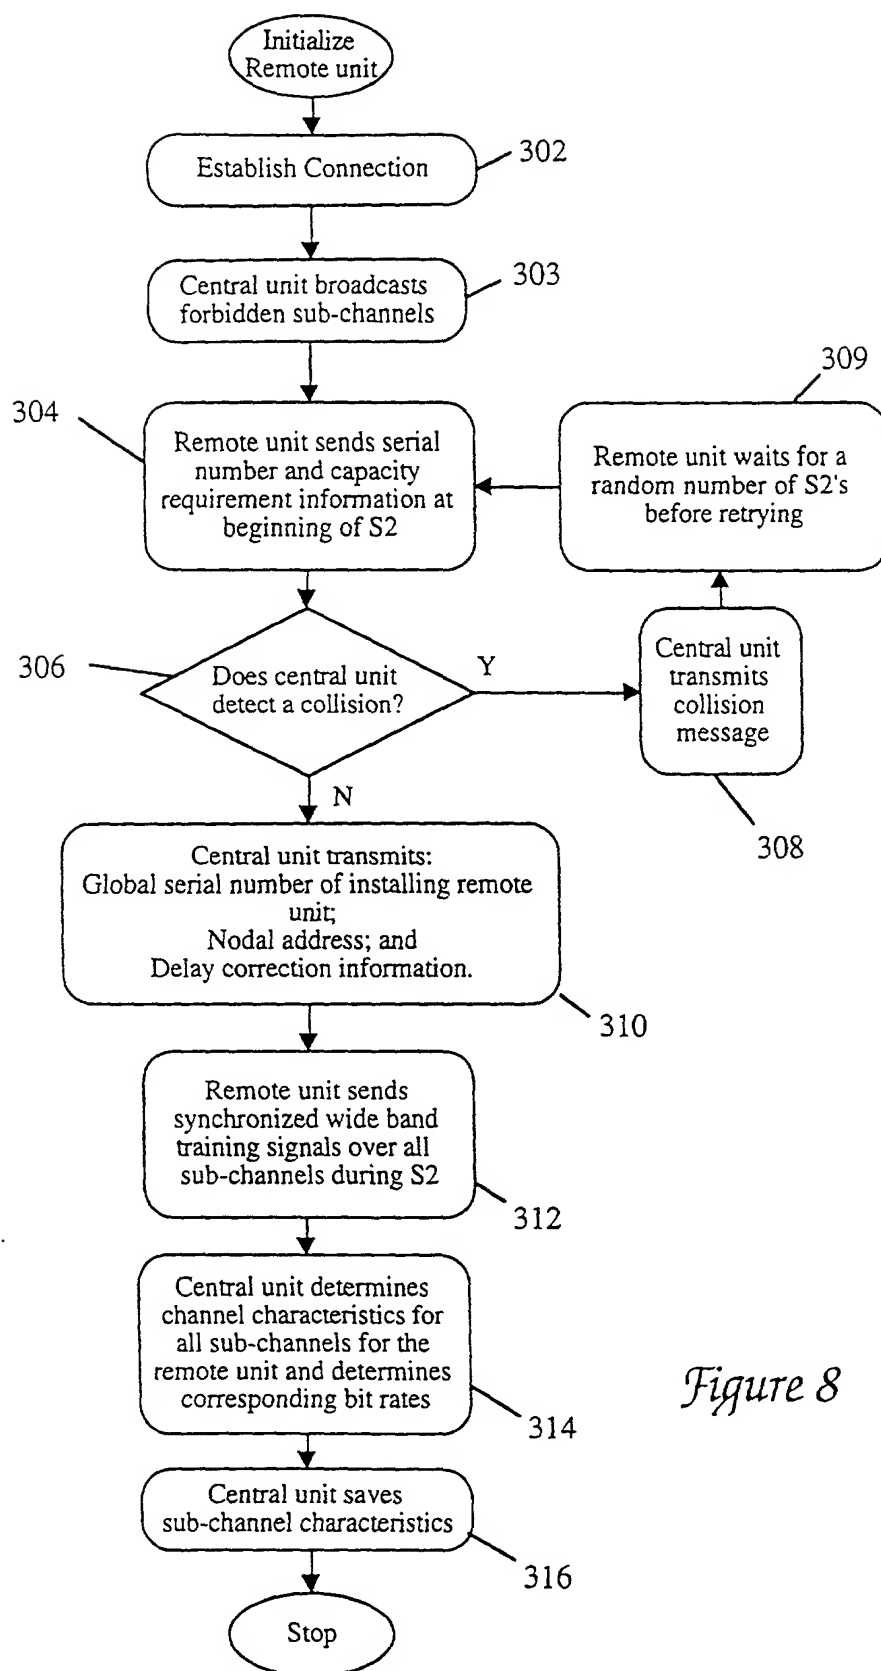 Initialize
Remote unit
Establish Connection
302
Central unit broadcasts
forbidden sub-channels
303
304
Remote unit sends serial
number and capacity
requirement information at
beginning of S2
309
Remote unit waits for a
random number of S2's
before retrying
306
Does central unit
detect a collision?
Y
Central unit
transmits
collision
message
308
N
Central unit transmits:
Global serial number of installing remote
unit;
Nodal address; and
Delay correction information.
310
Remote unit sends
synchronized wide band
training signals over all
sub-channels during S2
312
Central unit determines
channel characteristics for
all sub-channels for the
remote unit and determines
corresponding bit rates
314
Figure 8
Central unit saves
sub-channel characteristics
316
Stop